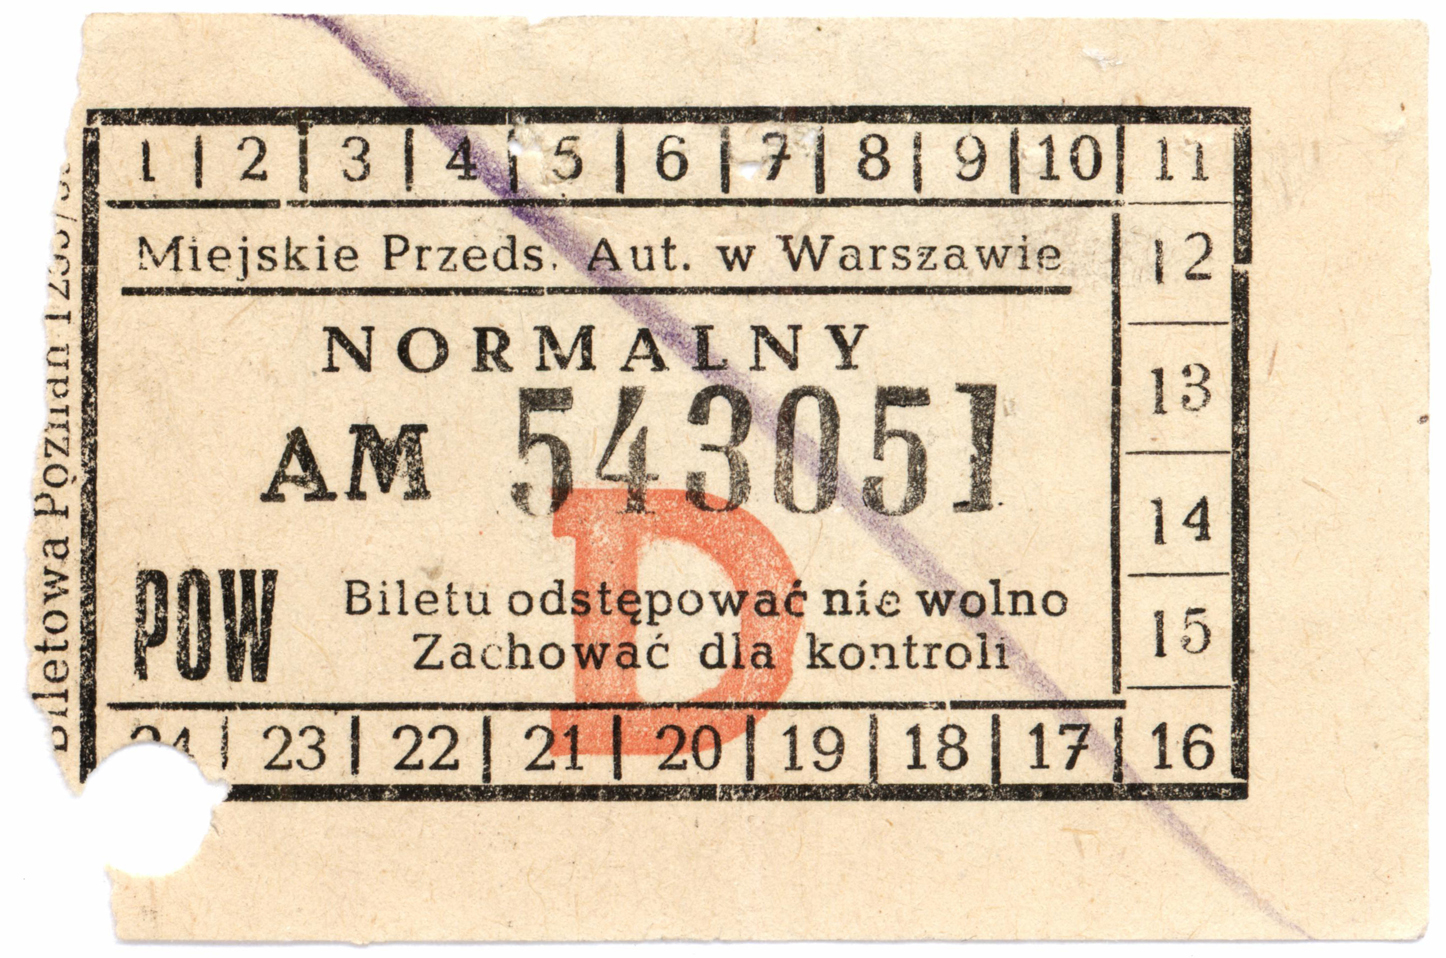 1 | 2 | 3 | 4 | 5 | 6 | 7 | 8 | 9 | 10 | 11
Miejskie Przeds. Aut. w Warszawie
12
NORMALNY
13
AM 543051
14
D
POW
Biletu odstępować nie wolno
Zachować dla kontroli
15
24 | 23 | 22 | 21 | 20 | 19 | 18 | 17 | 16
Biletowa Poznań